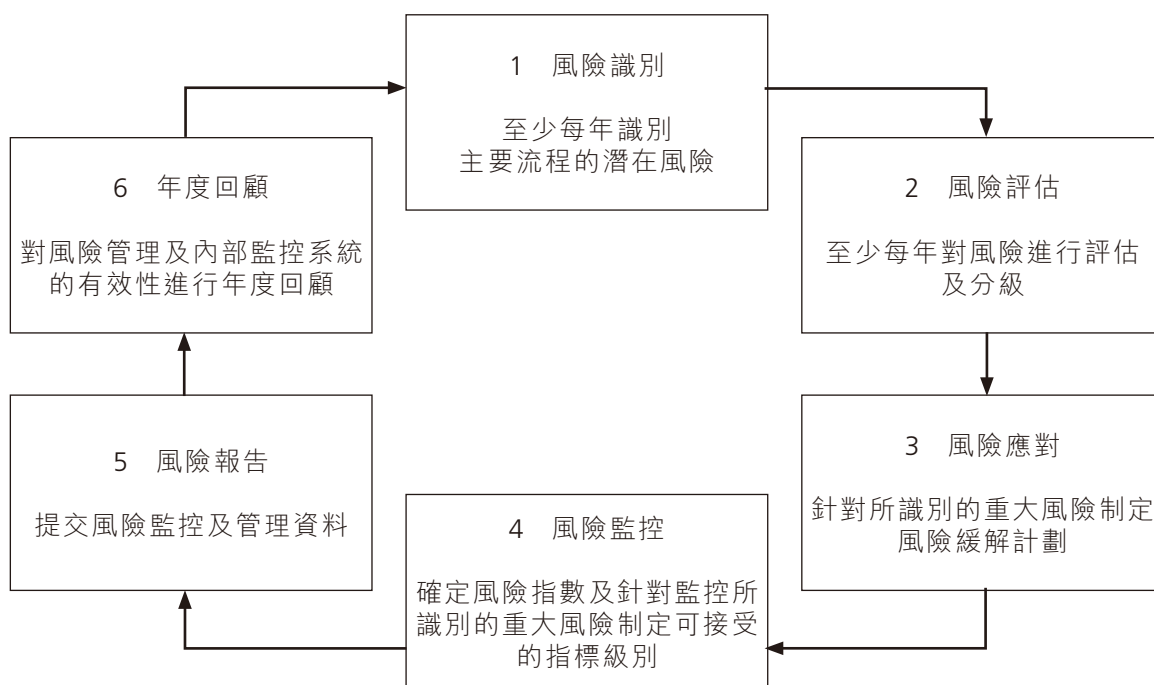 1 風險識別
至少每年識別
主要流程的潛在風險
2 風險評估
至少每年對風險進行評估
及分級
3 風險應對
針對所識別的重大風險制定
風險緩解計劃
4 風險監控
確定風險指數及針對監控所
識別的重大風險制定可接受
的指標級別
5 風險報告
提交風險監控及管理資料
6 年度回顧
對風險管理及內部監控系統
的有效性進行年度回顧